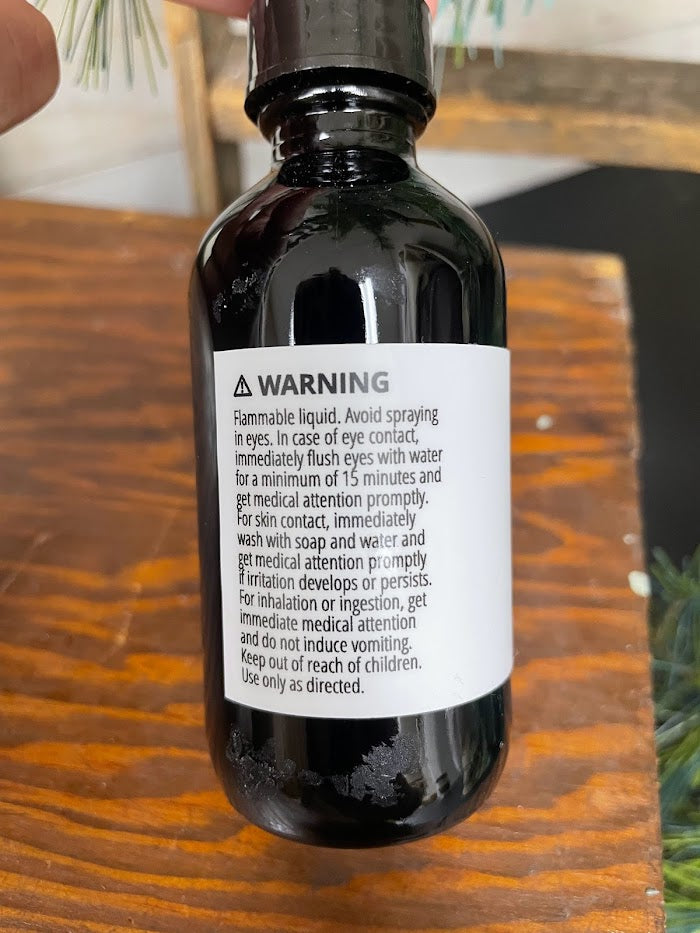 ⚠ WARNING
Flammable liquid. Avoid spraying
in eyes. In case of eye contact,
immediately flush eyes with water
for a minimum of 15 minutes and
get medical attention promptly.
For skin contact, immediately
wash with soap and water and
get medical attention promptly
if irritation develops or persists.
For inhalation or ingestion, get
immediate medical attention
and do not induce vomiting.
Keep out of reach of children.
Use only as directed.